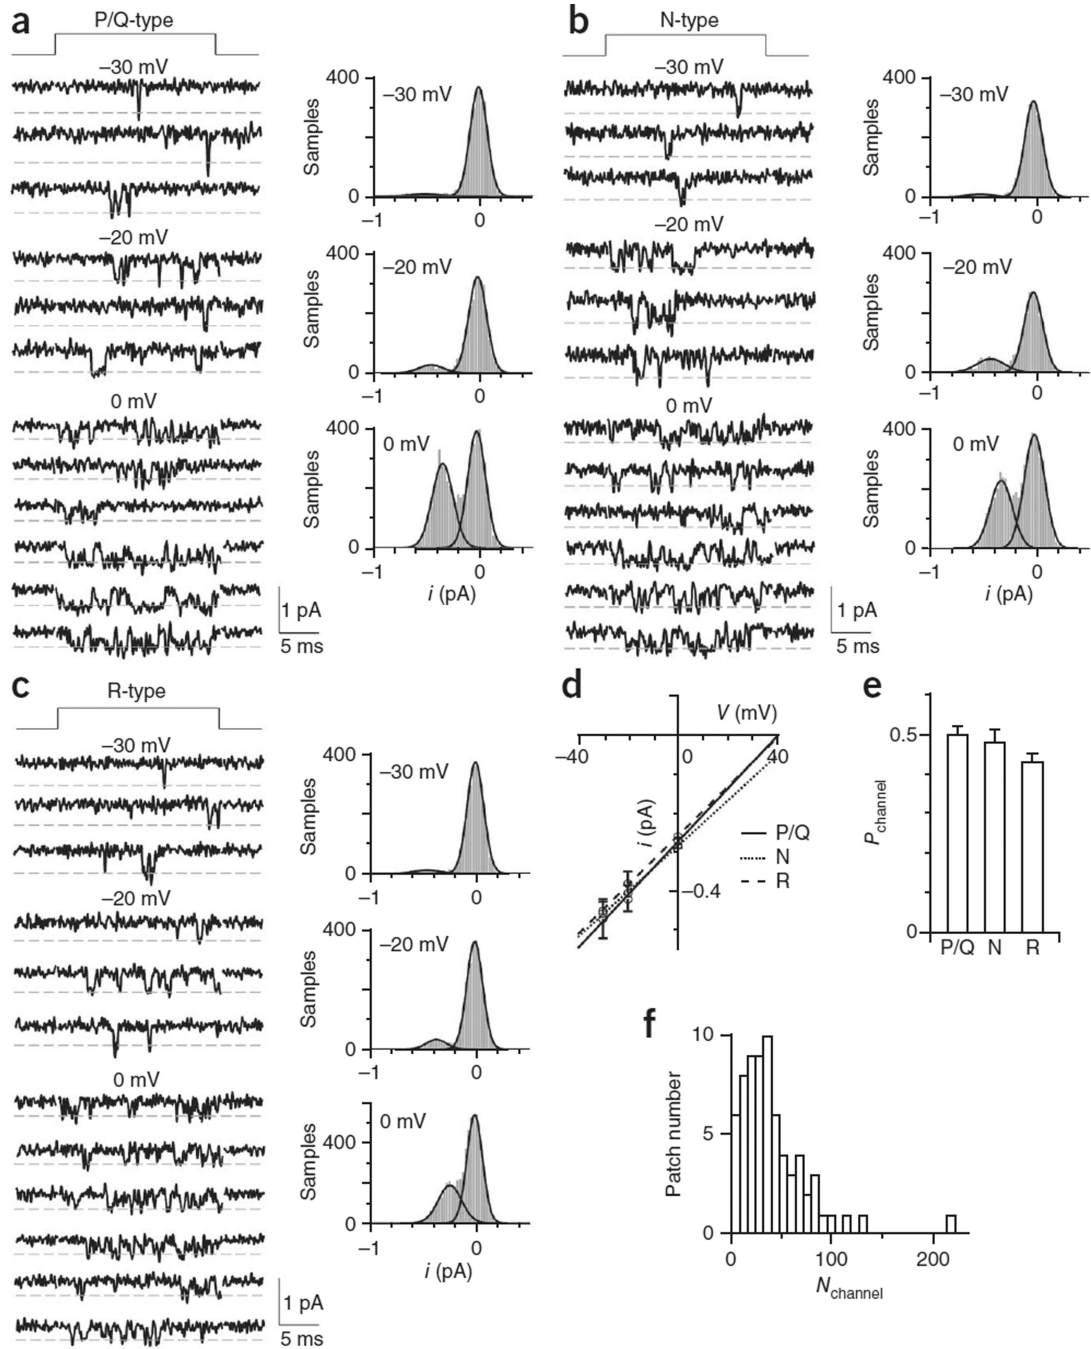 a
P/Q-type
–30 mV
–20 mV
0 mV
1 pA
5 ms
400
Samples
–30 mV
0
–1
0
400
Samples
–20 mV
0
–1
0
400
Samples
0 mV
0
–1
0
i (pA)
b
N-type
–30 mV
–20 mV
0 mV
1 pA
5 ms
400
Samples
–30 mV
0
–1
0
400
Samples
–20 mV
0
–1
0
400
Samples
0 mV
0
–1
0
i (pA)
c
R-type
–30 mV
–20 mV
0 mV
1 pA
5 ms
400
Samples
–30 mV
0
–1
0
400
Samples
–20 mV
0
–1
0
400
Samples
0 mV
0
–1
0
i (pA)
d
V (mV)
–40
0
40
i (pA)
P/Q
N
R
–0.4
e
0.5
Pchannel
0
P/Q N R
f
10
Patch number
5
0
0 100 200
Nchannel